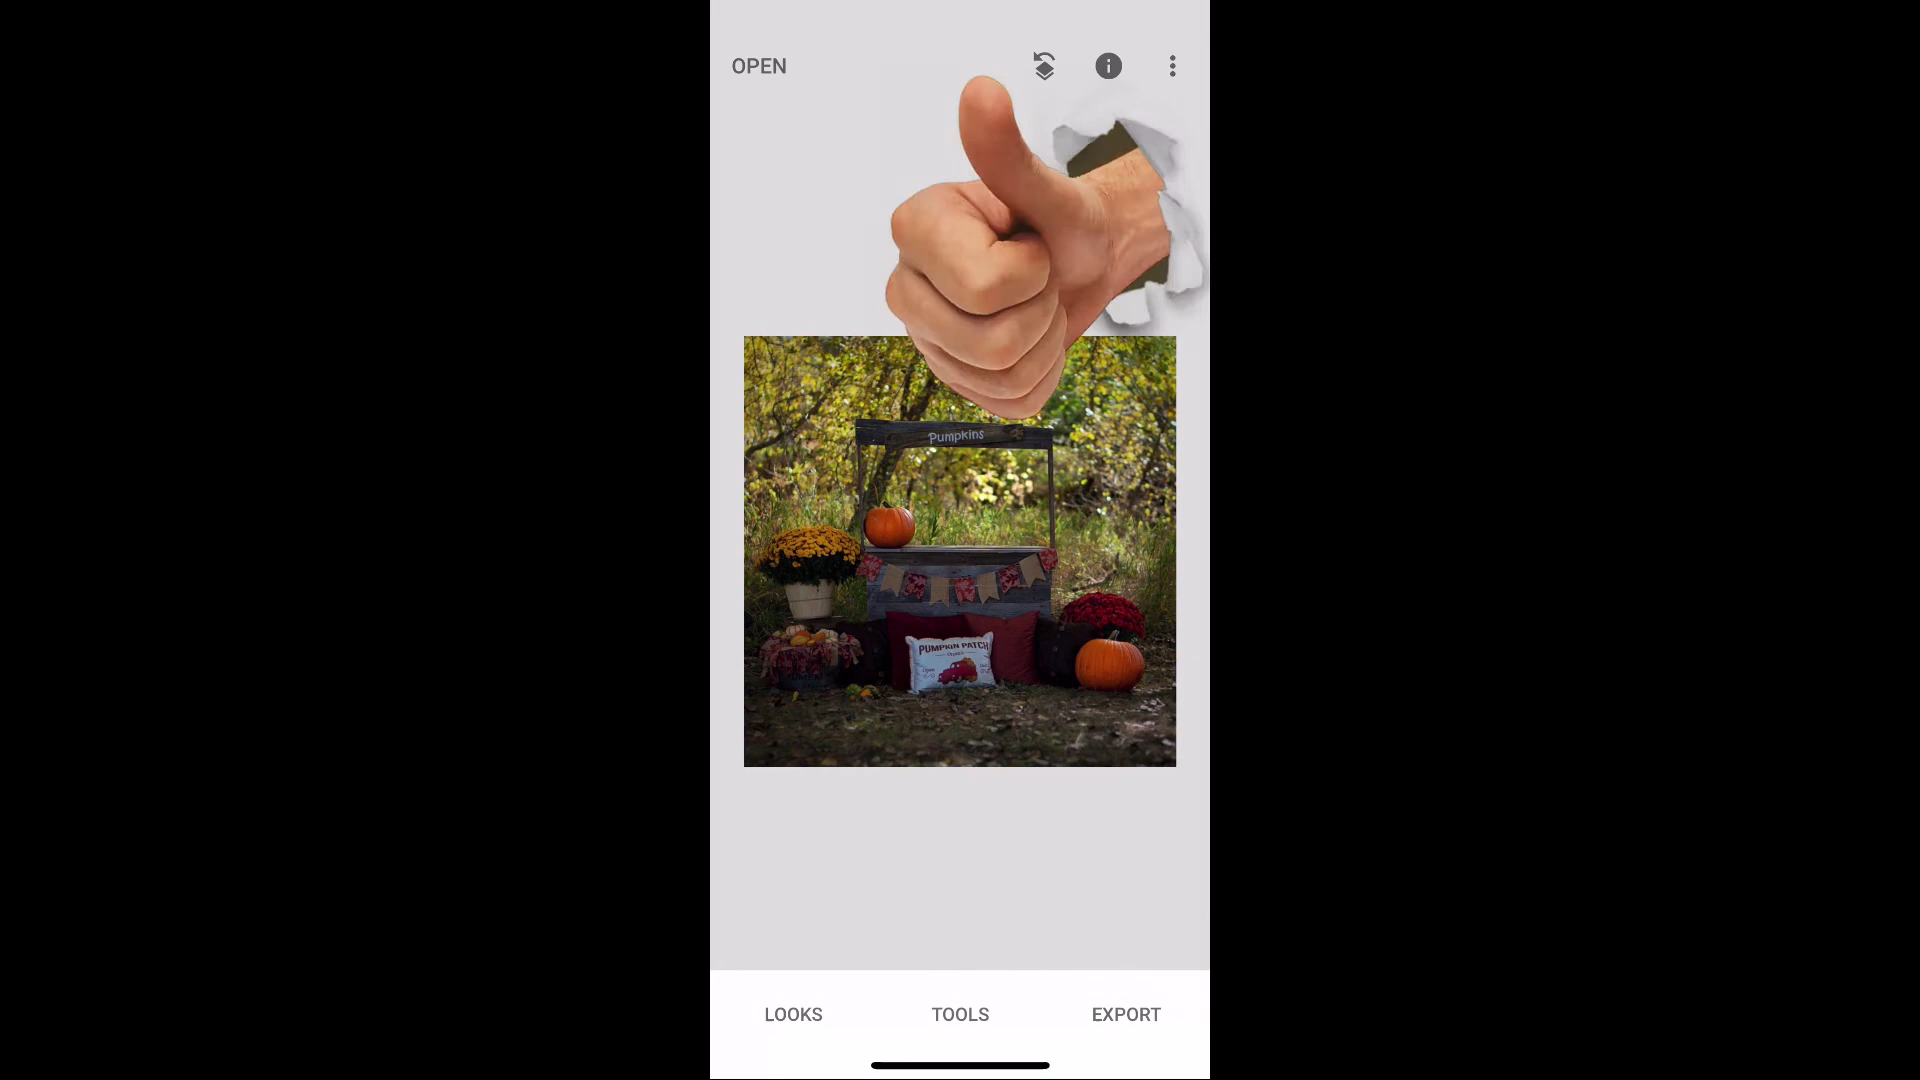 OPEN
Pumpkins
PUMPKIN PATCH
LOOKS
TOOLS
EXPORT